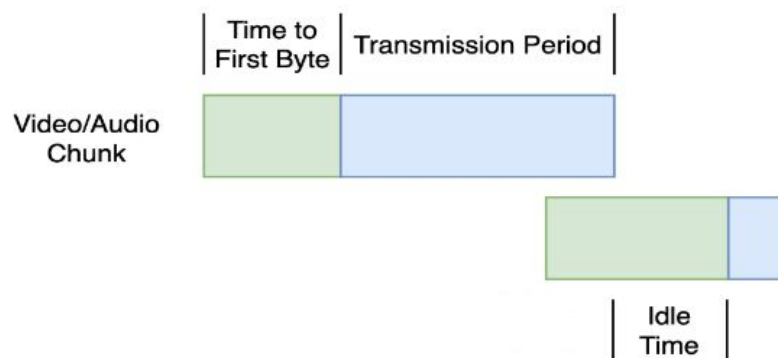 Time to
First Byte
Transmission Period
Video/Audio
Chunk
Idle
Time